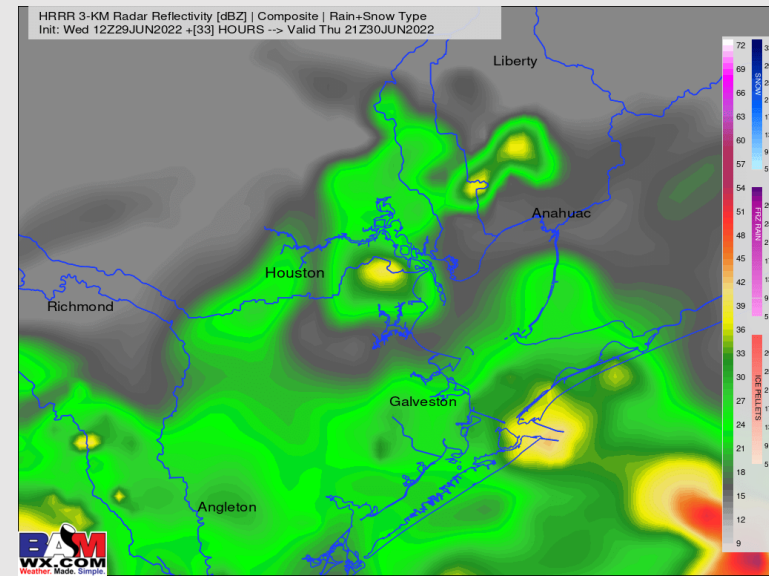 HRRR 3-KM Radar Reflectivity [dBZ] | Composite | Rain+Snow Type
Init: Wed 12Z29JUN2022 +[33] HOURS --> Valid Thu 21Z30JUN2022
Liberty
Anahuac
Houston
Richmond
Galveston
Angleton
72
69
66
63
60
57
54
51
48
45
42
39
36
33
30
27
24
21
18
15
12
9
SNOW
FRZ RAIN
ICE PELLETS
BAM
WX.COM
Weather. Made. Simple.